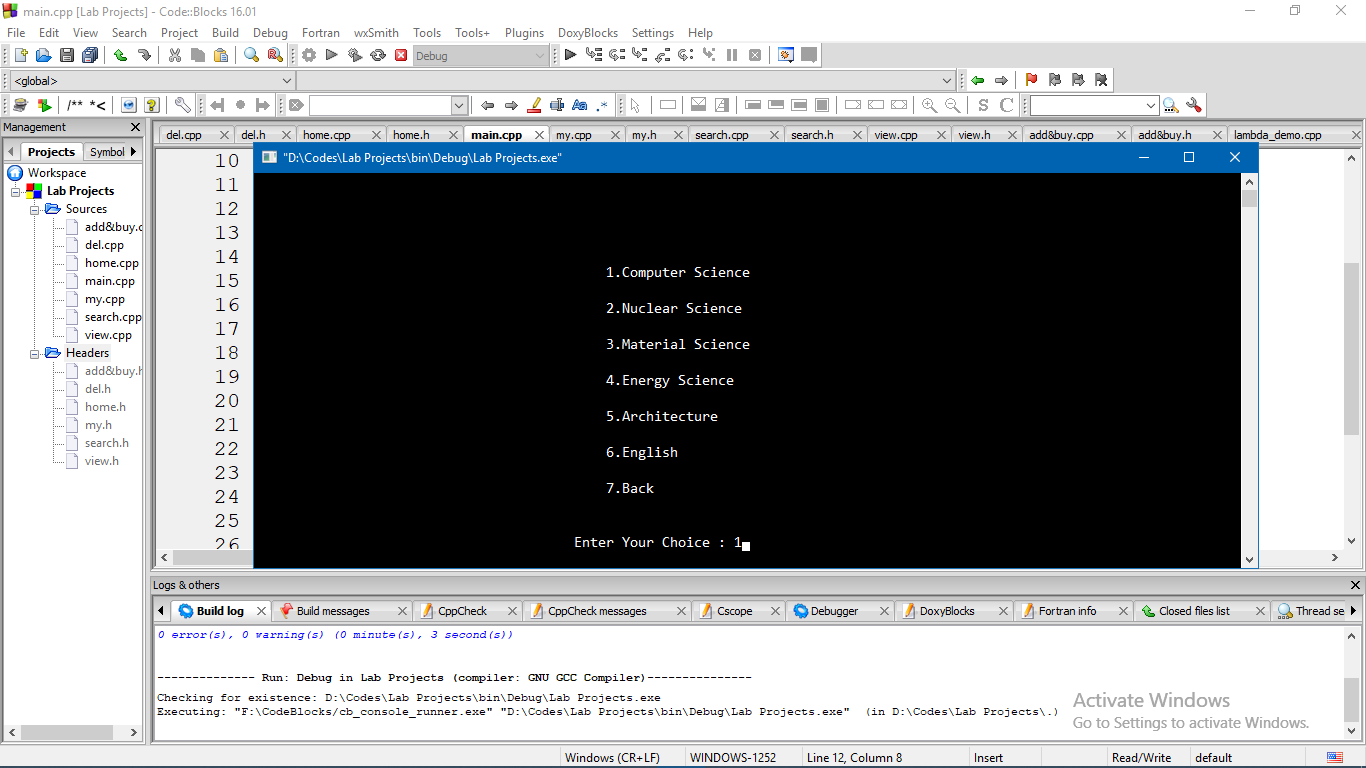 main.cpp [Lab Projects] - Code::Blocks 16.01
File Edit View Search Project Build Debug Fortran wxSmith Tools Tools+ Plugins DoxyBlocks Settings Help
Debug
<global>
/** *<
Aa .*
S C
Management
Projects Symbol
del.cpp del.h home.cpp home.h main.cpp my.cpp my.h search.cpp search.h view.cpp view.h add&buy.cpp add&buy.h lambda_demo.cpp
Workspace
Lab Projects
Sources
add&buy.c
del.cpp
home.cpp
main.cpp
my.cpp
search.cpp
view.cpp
Headers
add&buy.h
del.h
home.h
my.h
search.h
view.h
10
11
12
13
14
15
16
17
18
19
20
21
22
23
24
25
26
"D:\Codes\Lab Projects\bin\Debug\Lab Projects.exe"
1.Computer Science
2.Nuclear Science
3.Material Science
4.Energy Science
5.Architecture
6.English
7.Back
Enter Your Choice : 1
Logs & others
Build log Build messages CppCheck CppCheck messages Cscope Debugger DoxyBlocks Fortran info Closed files list Thread se
0 error(s), 0 warning(s) (0 minute(s), 3 second(s))
-------------- Run: Debug in Lab Projects (compiler: GNU GCC Compiler)---------------
Checking for existence: D:\Codes\Lab Projects\bin\Debug\Lab Projects.exe
Executing: "F:\CodeBlocks/cb_console_runner.exe" "D:\Codes\Lab Projects\bin\Debug\Lab Projects.exe" (in D:\Codes\Lab Projects\.)
Activate Windows
Go to Settings to activate Windows.
Windows (CR+LF) WINDOWS-1252 Line 12, Column 8 Insert Read/Write default